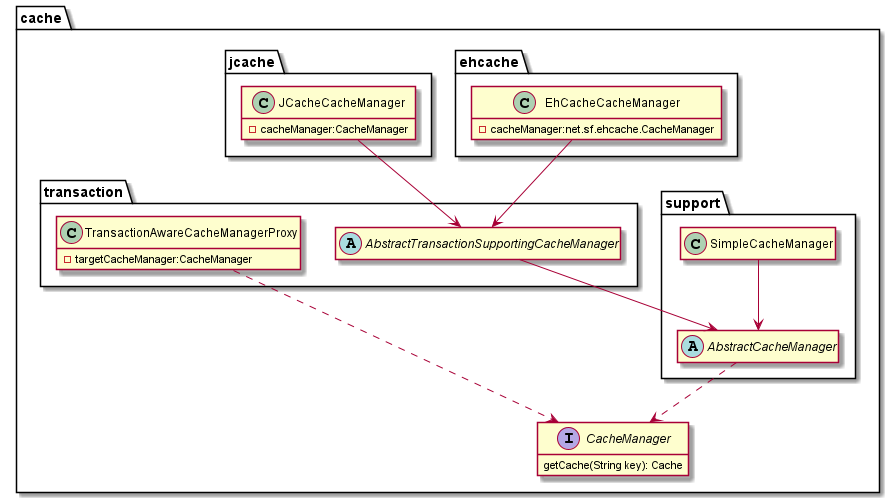 cache
jcache
C JCacheCacheManager
cacheManager:CacheManager
ehcache
C EhCacheCacheManager
cacheManager:net.sf.ehcache.CacheManager
transaction
C TransactionAwareCacheManagerProxy
targetCacheManager:CacheManager
A AbstractTransactionSupportingCacheManager
support
C SimpleCacheManager
A AbstractCacheManager
I CacheManager
getCache(String key): Cache